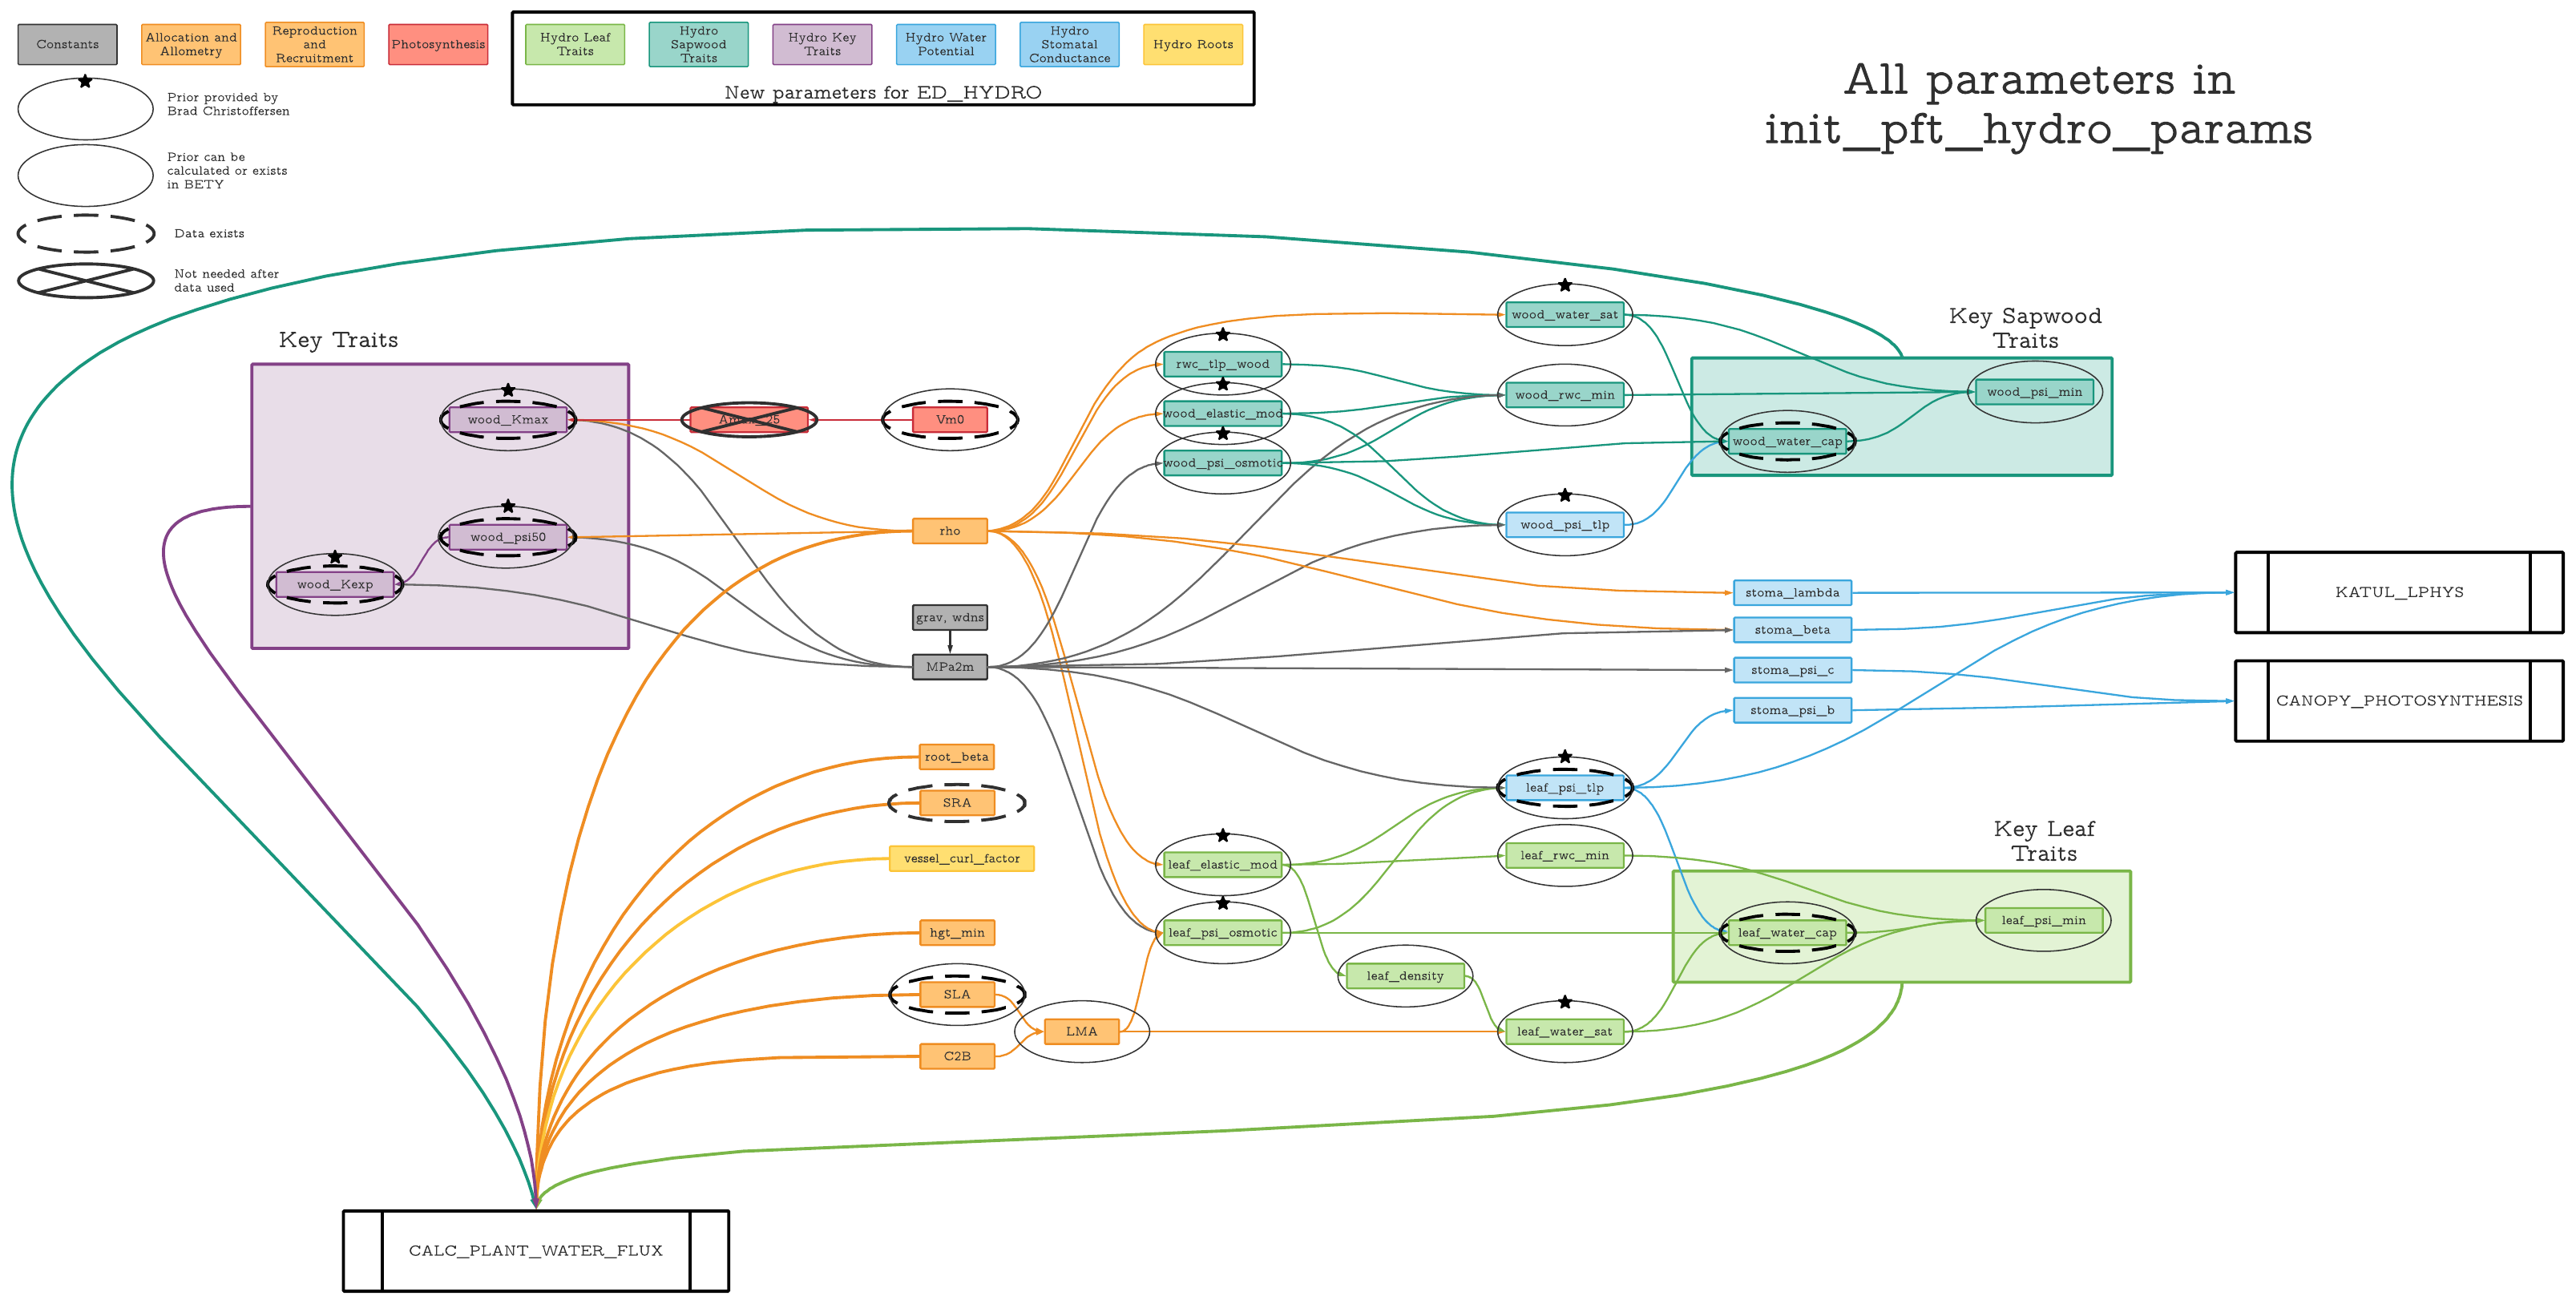 Constants
Allocation and
Allometry
Reproduction
and
Recruitment
Photosynthesis
Hydro Leaf
Traits
Hydro
Sapwood
Traits
Hydro Key
Traits
Hydro Water
Potential
Hydro
Stomatal
Conductance
Hydro Roots
New parameters for ED_HYDRO
All parameters in
init_pft_hydro_params
Prior provided by
Brad Christoffersen
Prior can be
calculated or exists
in BETY
Data exists
Not needed after
data used
Key Traits
wood_Kmax
wood_psi50
wood_Kexp
Amax_25
Vm0
rho
grav, wdns
MPa2m
root_beta
SRA
vessel_curl_factor
hgt_min
SLA
C2B
LMA
rwc_tlp_wood
wood_elastic_mod
wood_psi_osmotic
leaf_elastic_mod
leaf_psi_osmotic
leaf_density
wood_water_sat
wood_rwc_min
wood_psi_tlp
leaf_psi_tlp
leaf_rwc_min
leaf_water_sat
Key Sapwood
Traits
wood_psi_min
wood_water_cap
stoma_lambda
stoma_beta
stoma_psi_c
stoma_psi_b
Key Leaf
Traits
leaf_psi_min
leaf_water_cap
KATUL_LPHYS
CANOPY_PHOTOSYNTHESIS
CALC_PLANT_WATER_FLUX